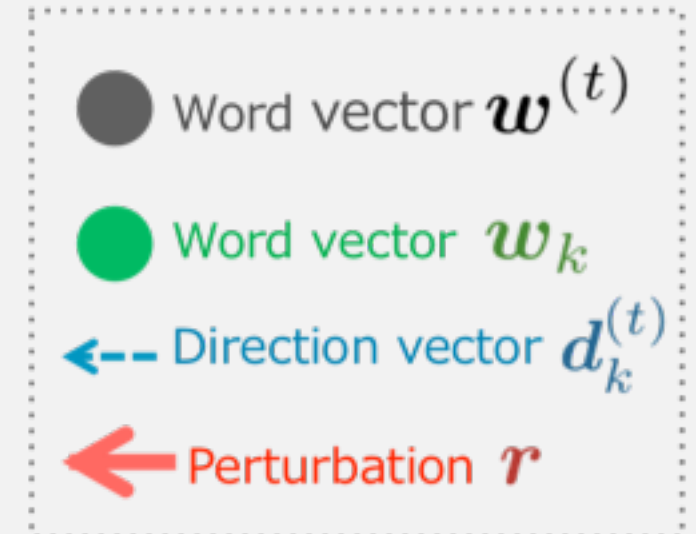 Word vector w^(t)
Word vector w_k
Direction vector d_k^(t)
Perturbation r